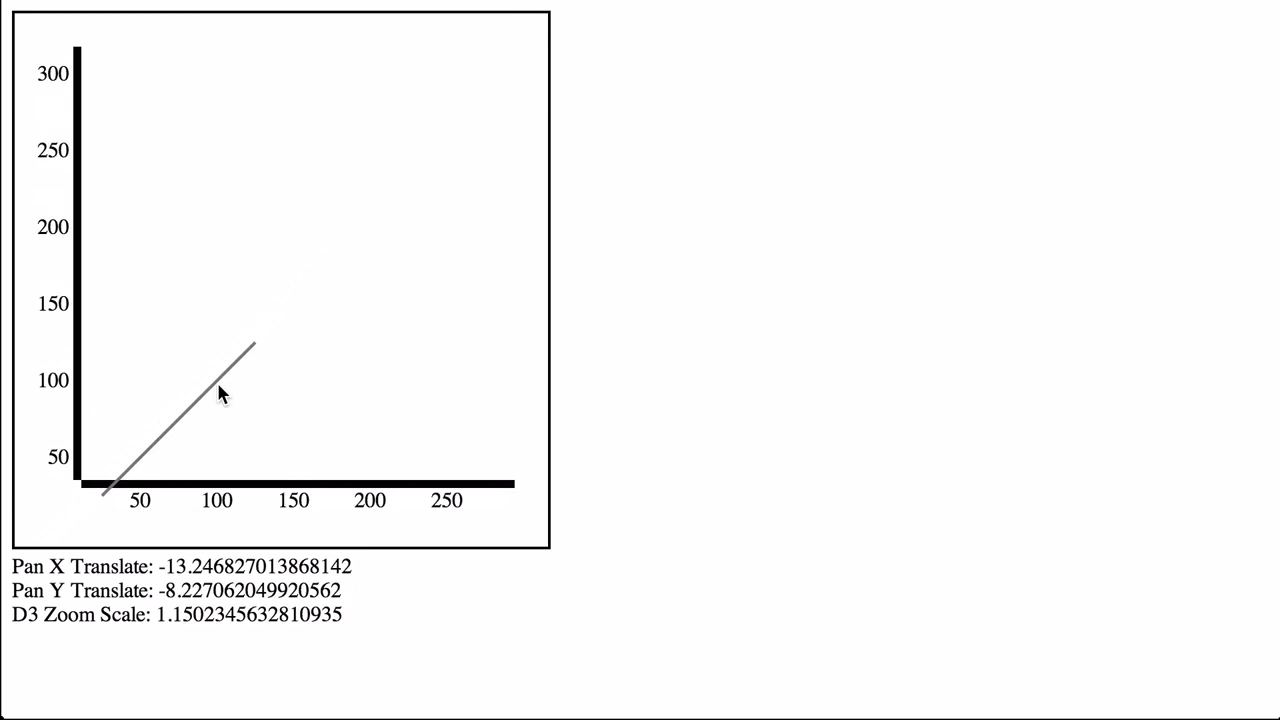 300
250
200
150
100
50
50 100 150 200 250
Pan X Translate: -13.246827013868142
Pan Y Translate: -8.227062049920562
D3 Zoom Scale: 1.1502345632810935